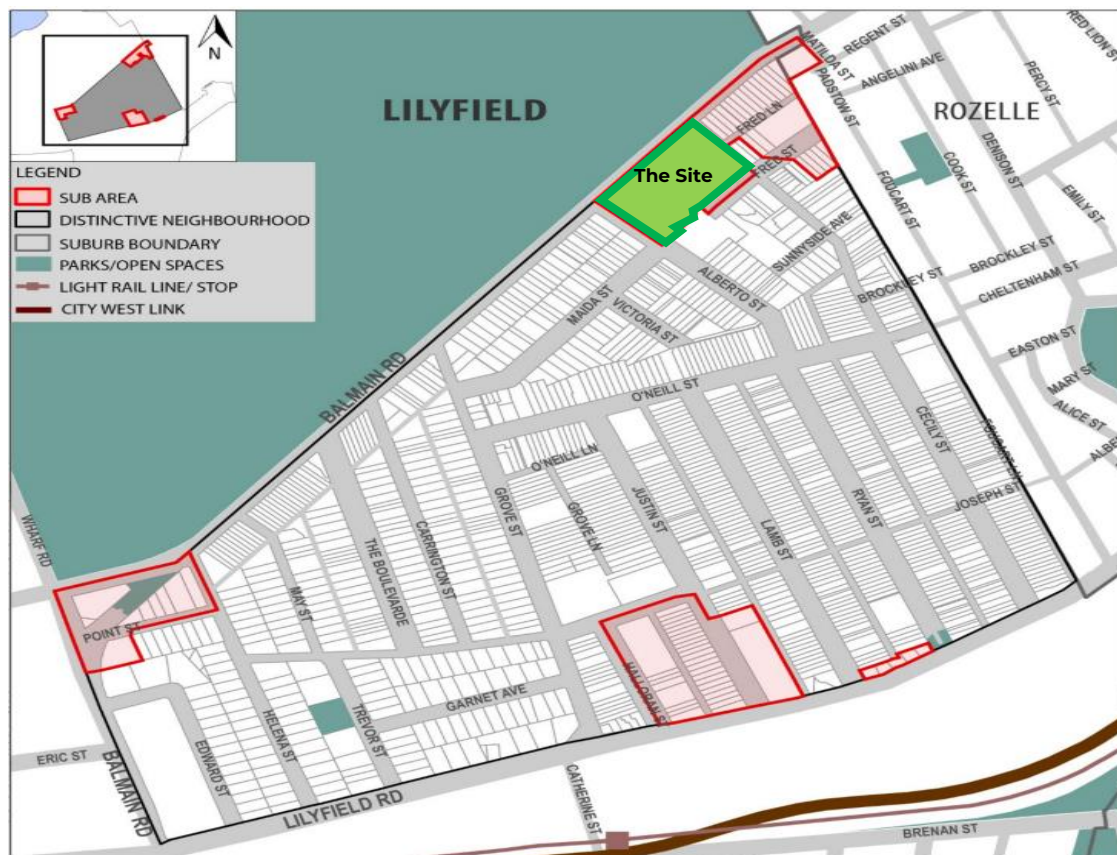 N
LEGEND
SUB AREA
DISTINCTIVE NEIGHBOURHOOD
SUBURB BOUNDARY
PARKS/OPEN SPACES
LIGHT RAIL LINE/ STOP
CITY WEST LINK
LILYFIELD
ROZELLE
The Site
MATILDA ST
REGENT ST
RED LION ST
PADSTOW ST
ANGELINI AVE
PERCY ST
FRED LN
FRED ST
DENISON ST
COOK ST
FOUCART ST
EMILY ST
SUNNYSIDE AVE
BROCKLEY ST
BROCKLEY ST
CHELTENHAM ST
ALBERTO ST
MAIDA ST
VICTORIA ST
EASTON ST
MARY ST
ALICE ST
BALMAIN RD
O'NEILL ST
CECILY ST
O'NEILL LN
JUSTIN ST
GROVE ST
GROVE LN
RYAN ST
JOSEPH ST
LAMB ST
WHARF RD
CARRINGTON ST
THE BOULEVARDE
MAY ST
POINT ST
HALLORAN ST
GARNET AVE
TREVOR ST
HELENA ST
EDWARD ST
ERIC ST
BALMAIN RD
LILYFIELD RD
CATHERINE ST
BRENAN ST